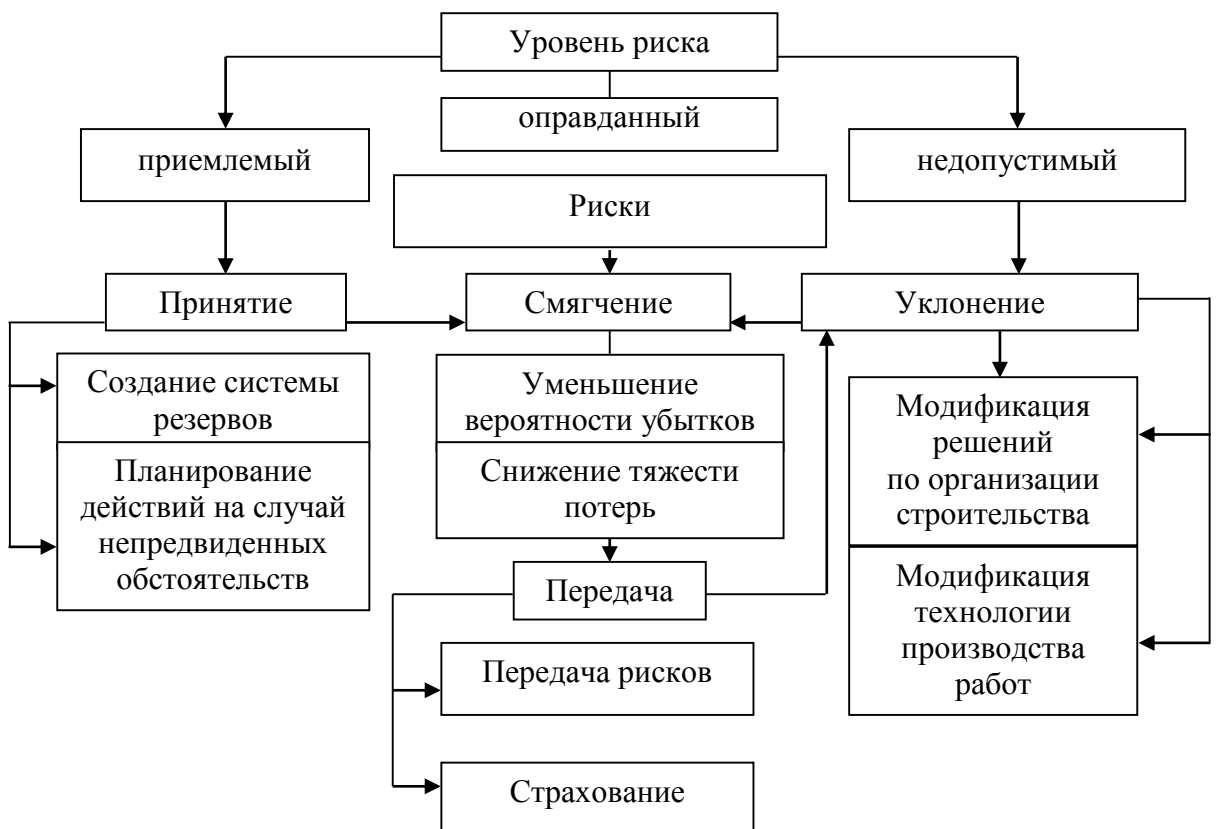 Уровень риска
оправданный
приемлемый
недопустимый
Риски
Принятие
Смягчение
Уклонение
Создание системы
резервов
Планирование
действий на случай
непредвиденных
обстоятельств
Уменьшение
вероятности убытков
Снижение тяжести
потерь
Передача
Передача рисков
Страхование
Модификация
решений
по организации
строительства
Модификация
технологии
производства
работ